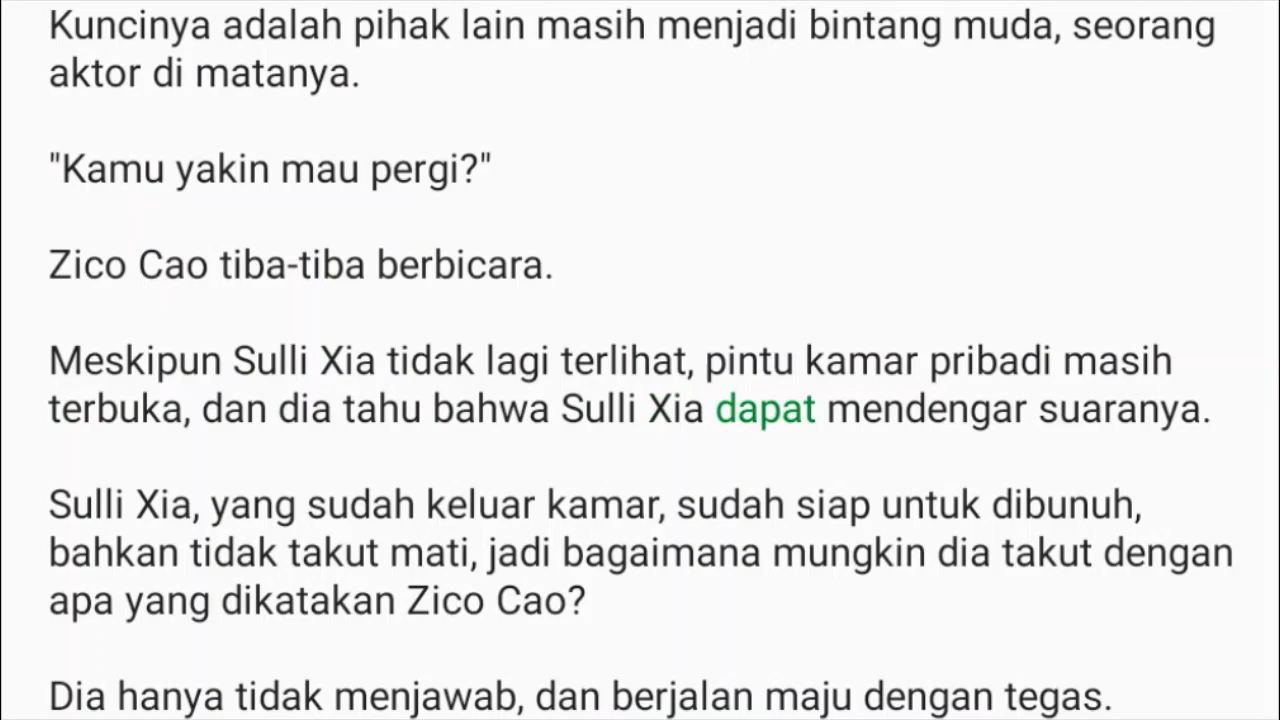 Kuncinya adalah pihak lain masih menjadi bintang muda, seorang
aktor di matanya.
"Kamu yakin mau pergi?"
Zico Cao tiba-tiba berbicara.
Meskipun Sulli Xia tidak lagi terlihat, pintu kamar pribadi masih
terbuka, dan dia tahu bahwa Sulli Xia dapat mendengar suaranya.
Sulli Xia, yang sudah keluar kamar, sudah siap untuk dibunuh,
bahkan tidak takut mati, jadi bagaimana mungkin dia takut dengan
apa yang dikatakan Zico Cao?
Dia hanya tidak menjawab, dan berjalan maju dengan tegas.